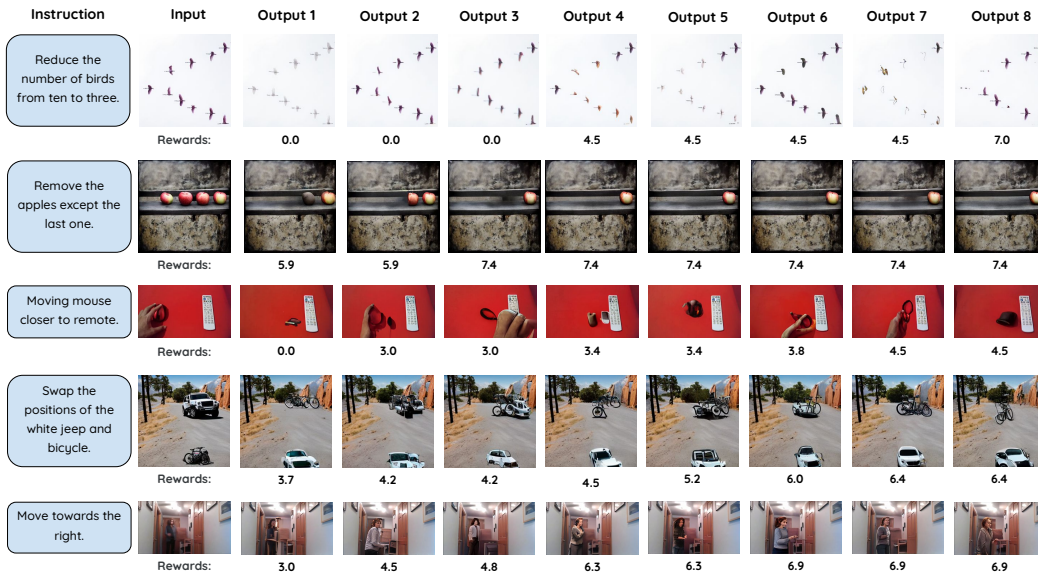 Instruction Input Output 1 Output 2 Output 3 Output 4 Output 5 Output 6 Output 7 Output 8
Reduce the
number of birds
from ten to three.
Rewards: 0.0 0.0 0.0 4.5 4.5 4.5 4.5 7.0
Remove the
apples except the
last one.
Rewards: 5.9 5.9 7.4 7.4 7.4 7.4 7.4 7.4
Moving mouse
closer to remote.
Rewards: 0.0 3.0 3.0 3.4 3.4 3.8 4.5 4.5
Swap the
positions of the
white jeep and
bicycle.
Rewards: 3.7 4.2 4.2 4.5 5.2 6.0 6.4 6.4
Move towards the
right.
Rewards: 3.0 4.5 4.8 6.3 6.3 6.9 6.9 6.9